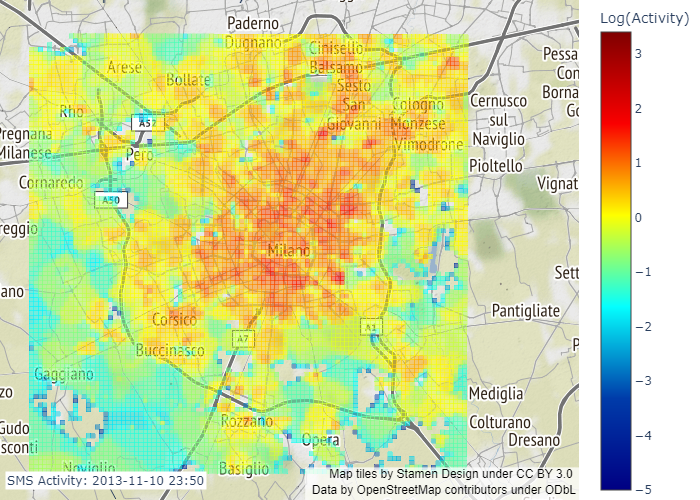 Paderno
Dugnano
Cinisello
Balsamo
Arese
Bollate
Sesto
San
Giovanni
Cologno
Monzese
Rho
A52
Pero
Pregnana
Milanese
Vimodrone
Cernusco
sul
Naviglio
Pioltello
Cornaredo
A50
Vignat
reggio
Milano
Sett
ano
Corsico
A7
A1
Pantigliate
Buccinasco
Gaggiano
Mediglia
Rozzano
Opera
Colturano
Dresano
Gudo
sconti
Noviglio
Basiglio
Pessa
Con
Borna
Go
zo
P
SMS Activity: 2013-11-10 23:50
Map tiles by Stamen Design under CC BY 3.0
Data by OpenStreetMap contributors under ODbL
Log(Activity)
3
2
1
0
−1
−2
−3
−4
−5